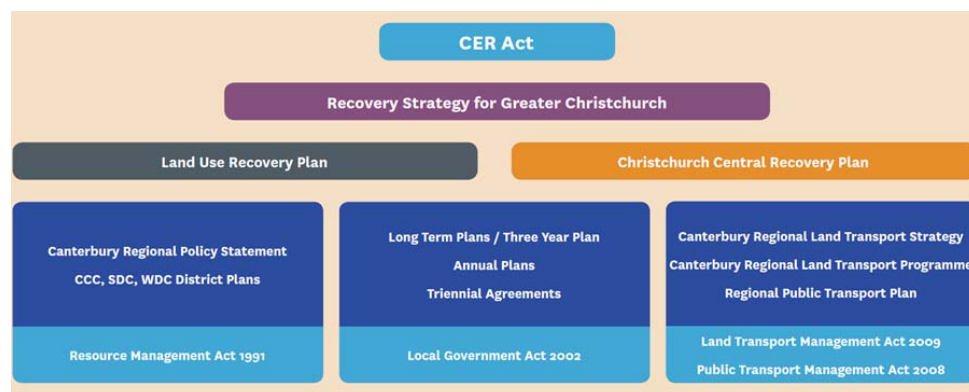 CER Act
Recovery Strategy for Greater Christchurch
Land Use Recovery Plan
Christchurch Central Recovery Plan
Canterbury Regional Policy Statement
CCC, SDC, WDC District Plans
Resource Management Act 1991
Long Term Plans / Three Year Plan
Annual Plans
Triennial Agreements
Local Government Act 2002
Canterbury Regional Land Transport Strategy
Canterbury Regional Land Transport Programme
Regional Public Transport Plan
Land Transport Management Act 2009
Public Transport Management Act 2008